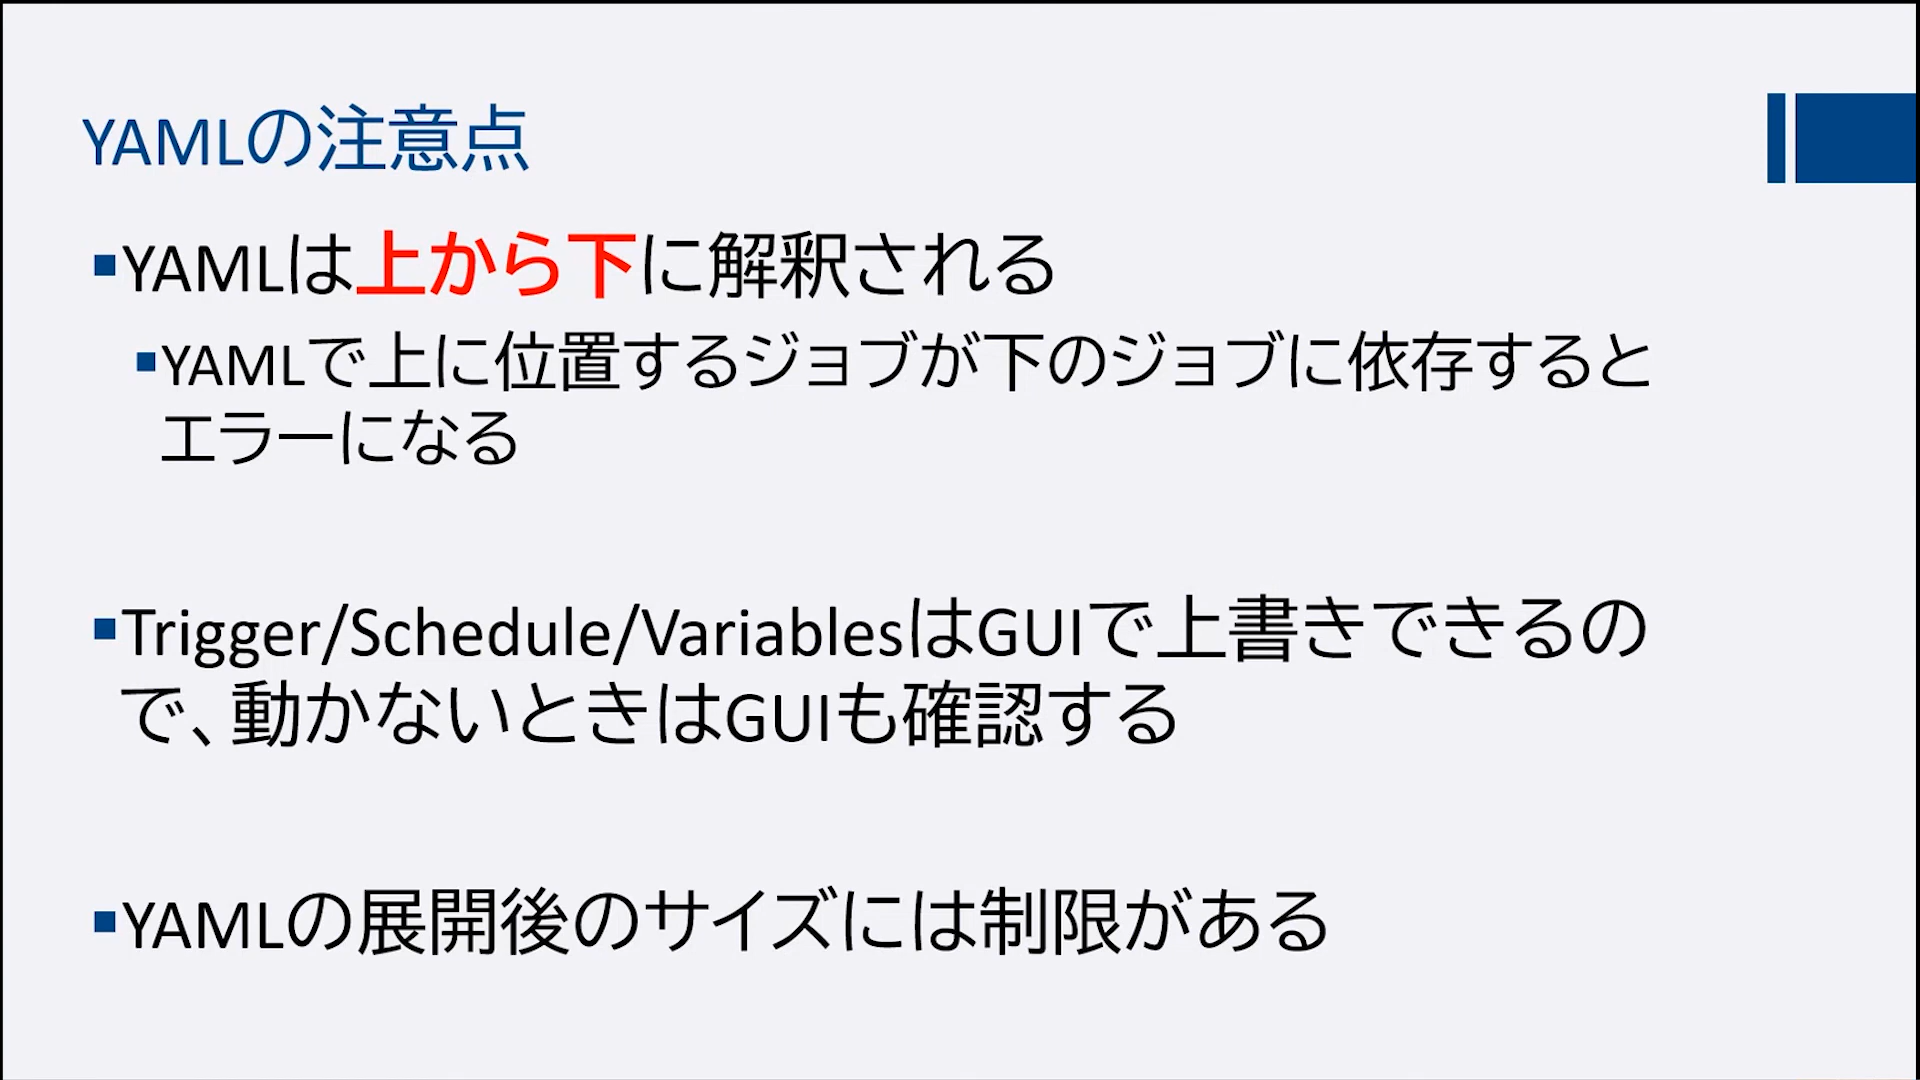 YAMLの注意点
▪YAMLは上から下に解釈される
▪YAMLで上に位置するジョブが下のジョブに依存すると
エラーになる
▪Trigger/Schedule/VariablesはGUIで上書きできるの
で、動かないときはGUIも確認する
▪YAMLの展開後のサイズには制限がある